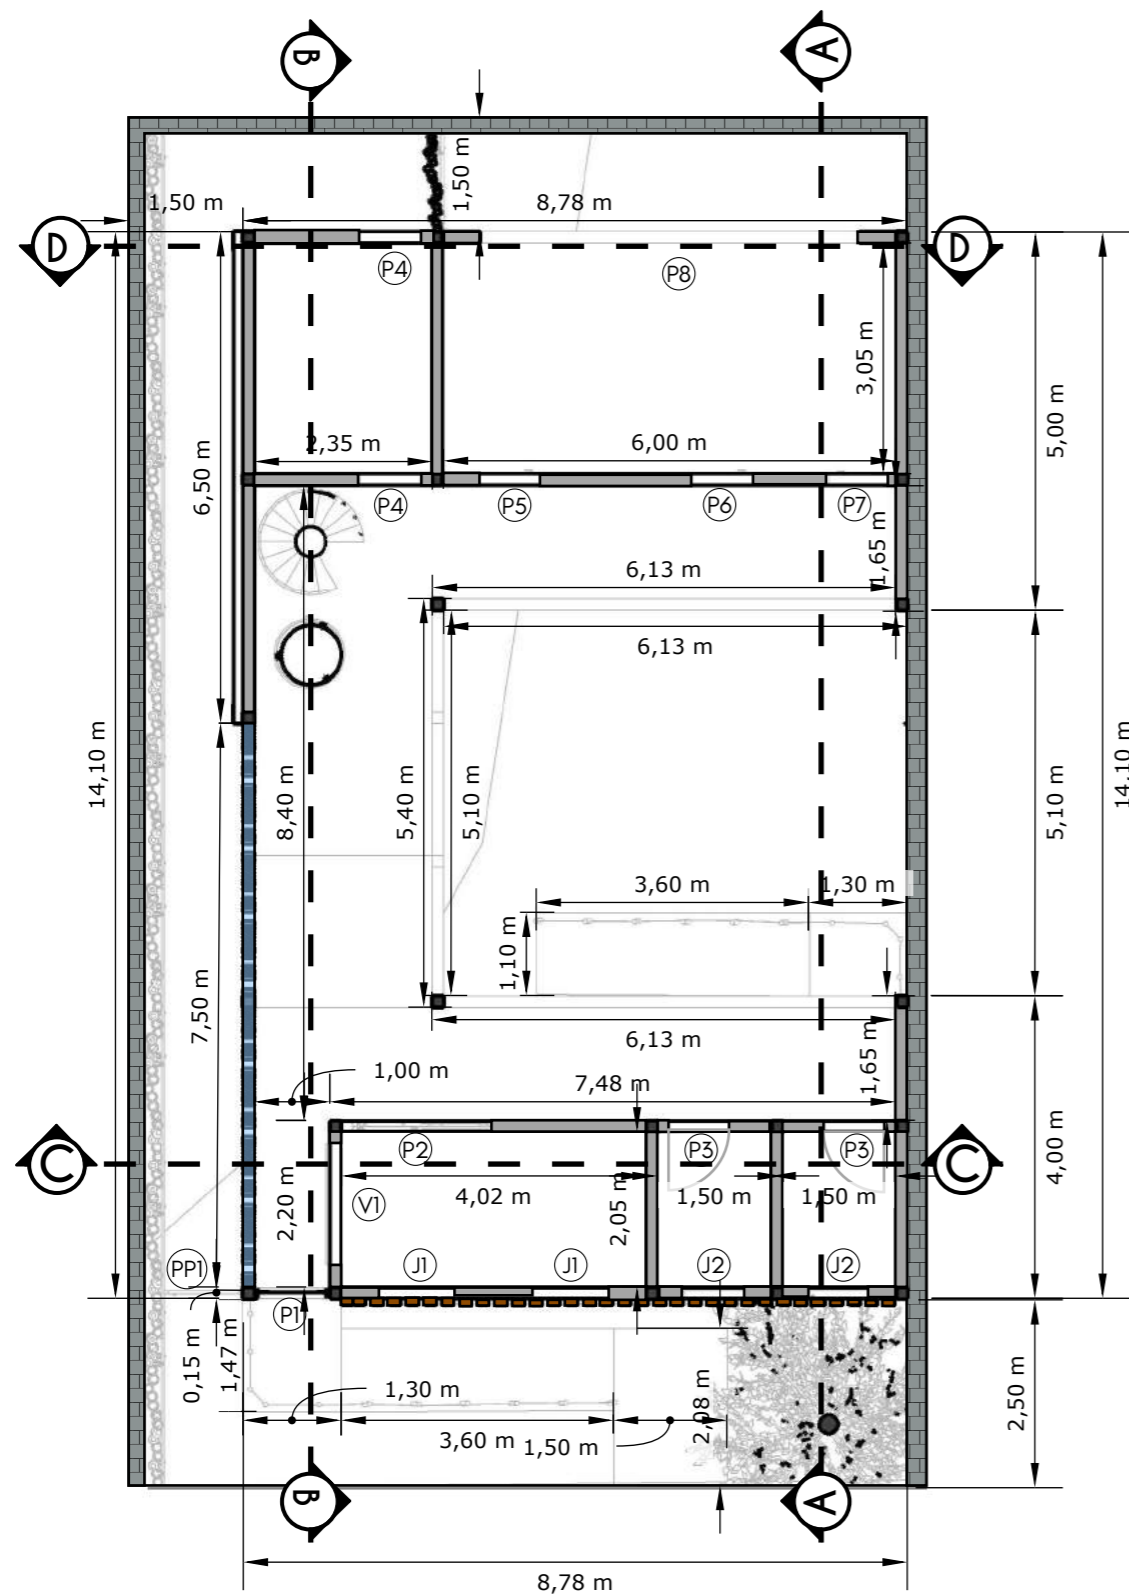 B
A
1,50 m
1,50 m
8,78 m
D
D
P4
P8
3,05 m
5,00 m
6,50 m
2,35 m
6,00 m
P4
P5
P6
P7
1,65 m
6,13 m
6,13 m
14,10 m
8,40 m
5,40 m
5,10 m
5,10 m
14,10 m
3,60 m
1,30 m
1,10 m
7,50 m
6,13 m
1,65 m
1,00 m
7,48 m
4,00 m
C
P2
P3
P3
C
2,20 m
V1
4,02 m
2,05 m
1,50 m
1,50 m
PP1
J1
J1
J2
J2
P1
0,15 m
1,47 m
1,30 m
3,60 m
1,50 m
2,08 m
2,50 m
B
A
8,78 m